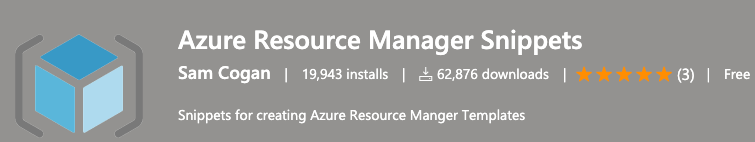 Azure Resource Manager Snippets
Sam Cogan | 19,943 installs | 62,876 downloads | (3) | Free
Snippets for creating Azure Resource Manger Templates